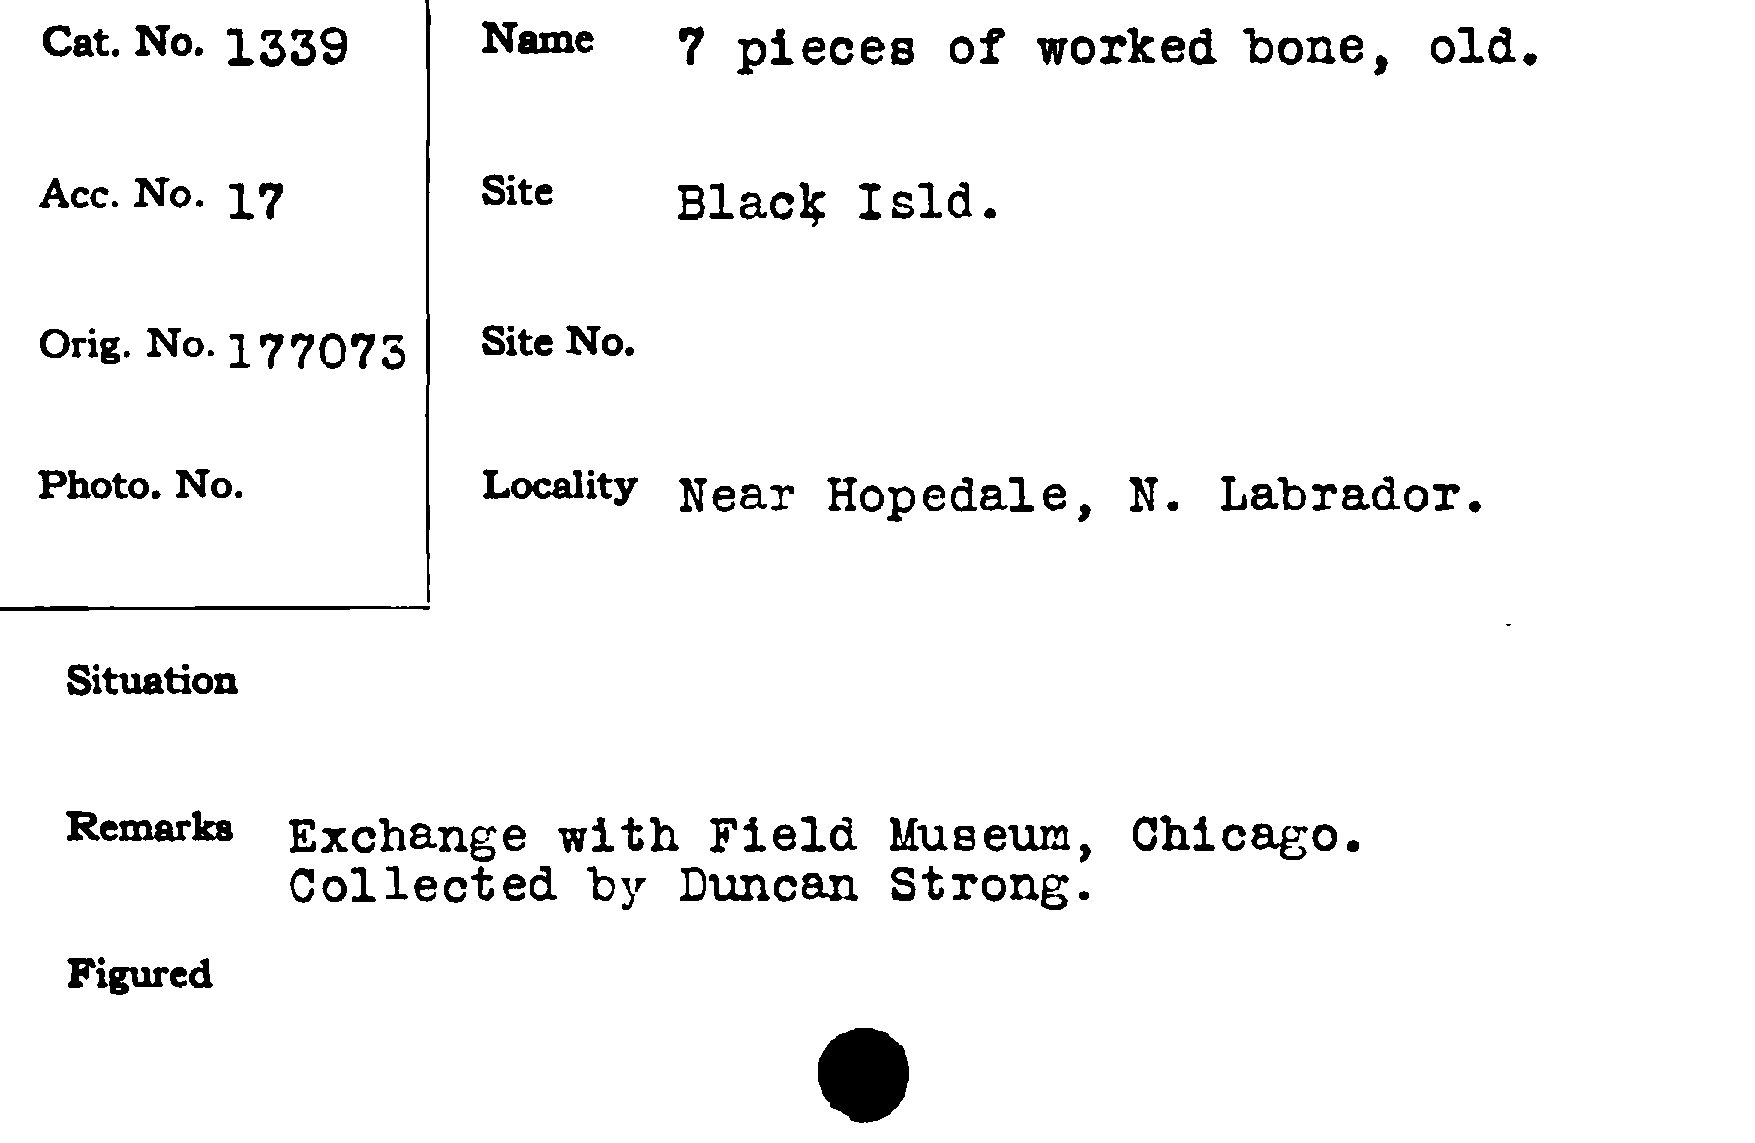 Cat. No. 1339
Name 7 pieces of worked bone, old.
Acc. No. 17
Site Black Isld.
Orig. No. 177073
Site No.
Photo. No.
Locality Near Hopedale, N. Labrador.
Situation
Remarks Exchange with Field Museum, Chicago.
Collected by Duncan Strong.
Figured